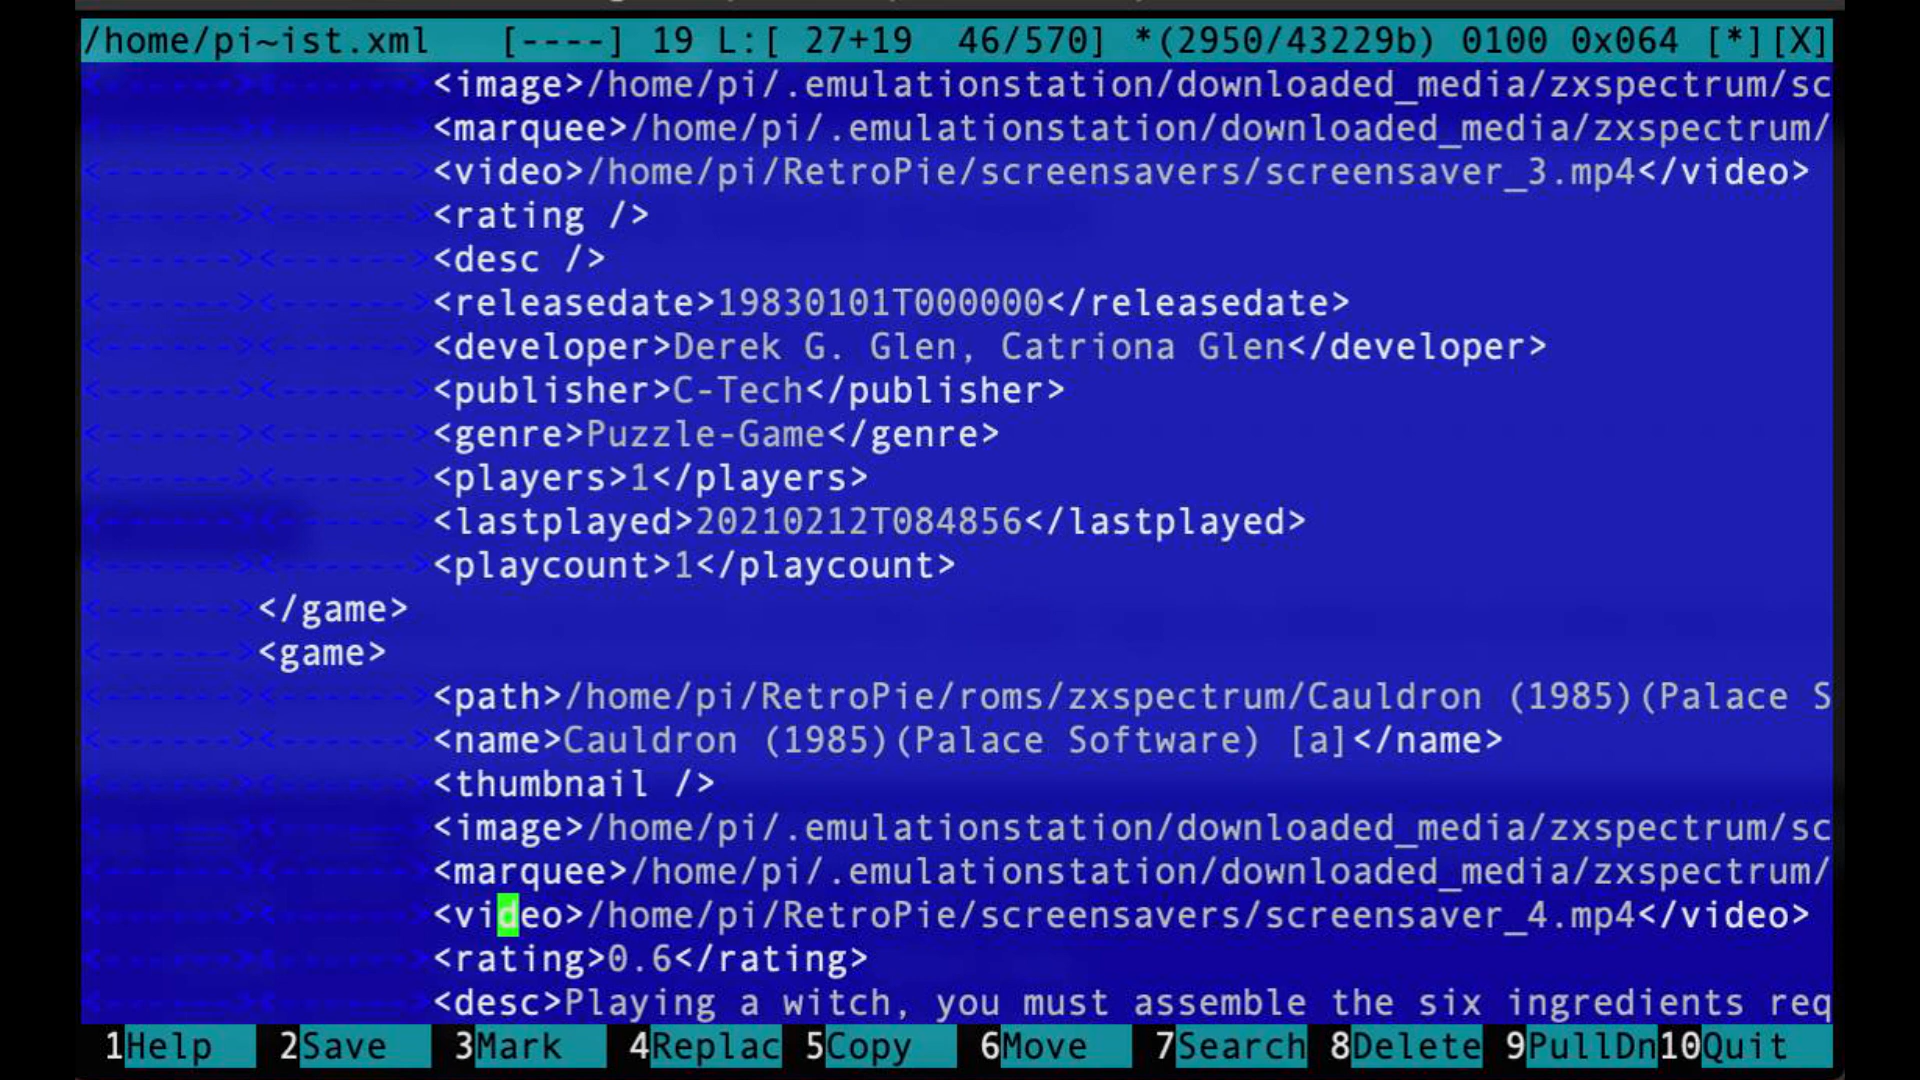 /home/pi~ist.xml [----] 19 L:[ 27+19 46/570] *(2950/43229b) 0100 0x064 [*][X]
<------><------><image>/home/pi/.emulationstation/downloaded_media/zxspectrum/sc
<------><------><marquee>/home/pi/.emulationstation/downloaded_media/zxspectrum/
<------><------><video>/home/pi/RetroPie/screensavers/screensaver_3.mp4</video>
<------><------><rating />
<------><------><desc />
<------><------><releasedate>19830101T000000</releasedate>
<------><------><developer>Derek G. Glen, Catriona Glen</developer>
<------><------><publisher>C-Tech</publisher>
<------><------><genre>Puzzle-Game</genre>
<------><------><players>1</players>
<------><------><lastplayed>20210212T084856</lastplayed>
<------><------><playcount>1</playcount>
<------></game>
<------><game>
<------><------><path>/home/pi/RetroPie/roms/zxspectrum/Cauldron (1985)(Palace S
<------><------><name>Cauldron (1985)(Palace Software) [a]</name>
<------><------><thumbnail />
<------><------><image>/home/pi/.emulationstation/downloaded_media/zxspectrum/sc
<------><------><marquee>/home/pi/.emulationstation/downloaded_media/zxspectrum/
<------><------><video>/home/pi/RetroPie/screensavers/screensaver_4.mp4</video>
<------><------><rating>0.6</rating>
<------><------><desc>Playing a witch, you must assemble the six ingredients req
1Help 2Save 3Mark 4Replac 5Copy 6Move 7Search 8Delete 9PullDn 10Quit